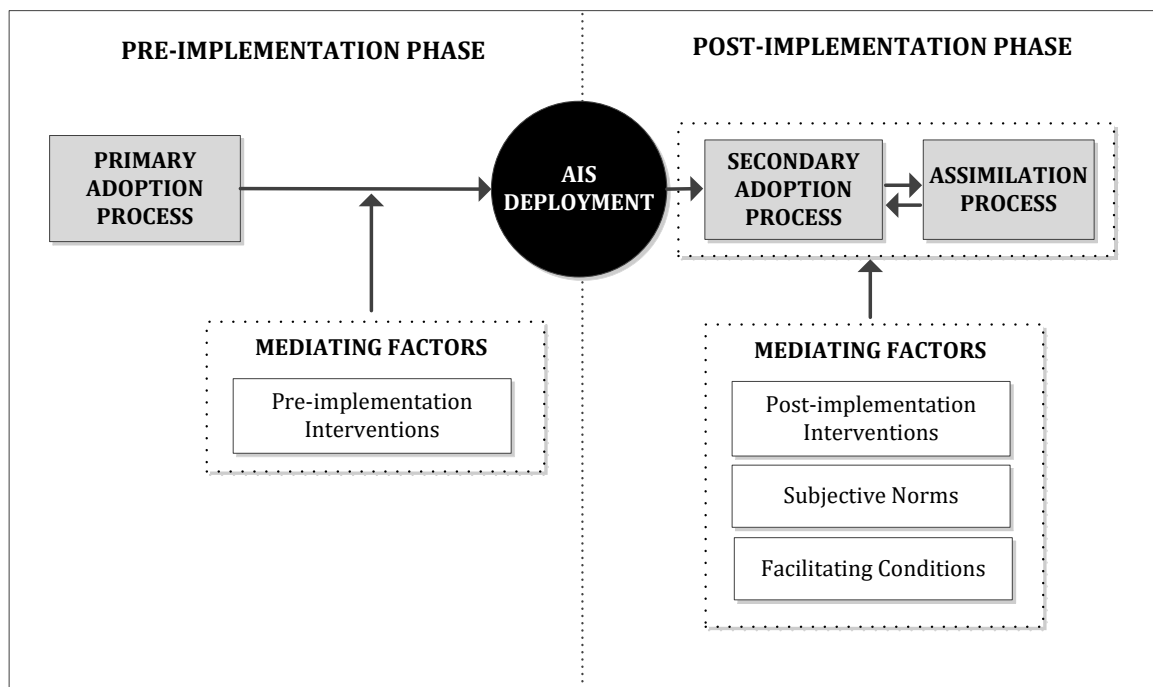 PRE-IMPLEMENTATION PHASE
POST-IMPLEMENTATION PHASE
PRIMARY
ADOPTION
PROCESS
AIS
DEPLOYMENT
SECONDARY
ADOPTION
PROCESS
ASSIMILATION
PROCESS
MEDIATING FACTORS
Pre-implementation
Interventions
MEDIATING FACTORS
Post-implementation
Interventions
Subjective Norms
Facilitating Conditions